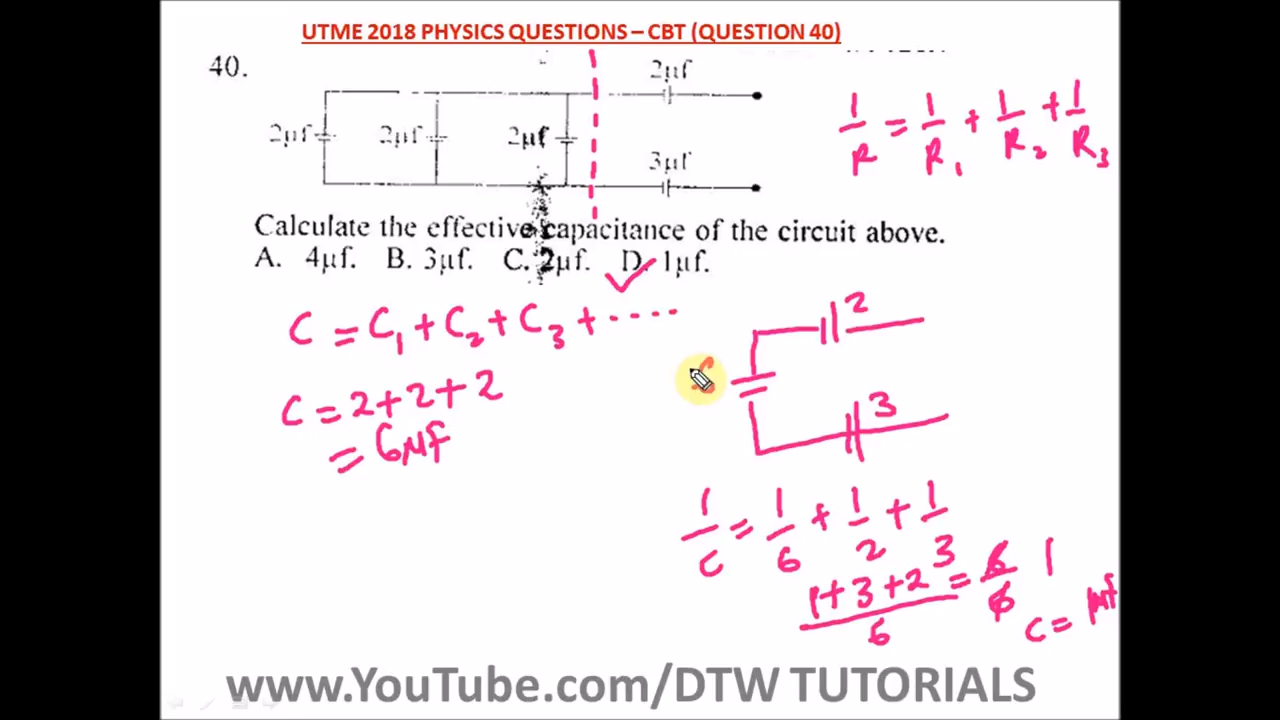 UTME 2018 PHYSICS QUESTIONS – CBT (QUESTION 40)
40.
2μf
2μf 2μf 2μf
3μf
Calculate the effective capacitance of the circuit above.
A. 4μf. B. 3μf. C. 2μf. D. 1μf.
1/R = 1/R₁ + 1/R₂ + 1/R₃
C = C₁ + C₂ + C₃ + ....
C = 2+2+2
= 6μf
2
3
1/C = 1/6 + 1/2 + 1/3
1+3+2/6 = 6/6 1
C = 1μf
www.YouTube.com/DTW TUTORIALS